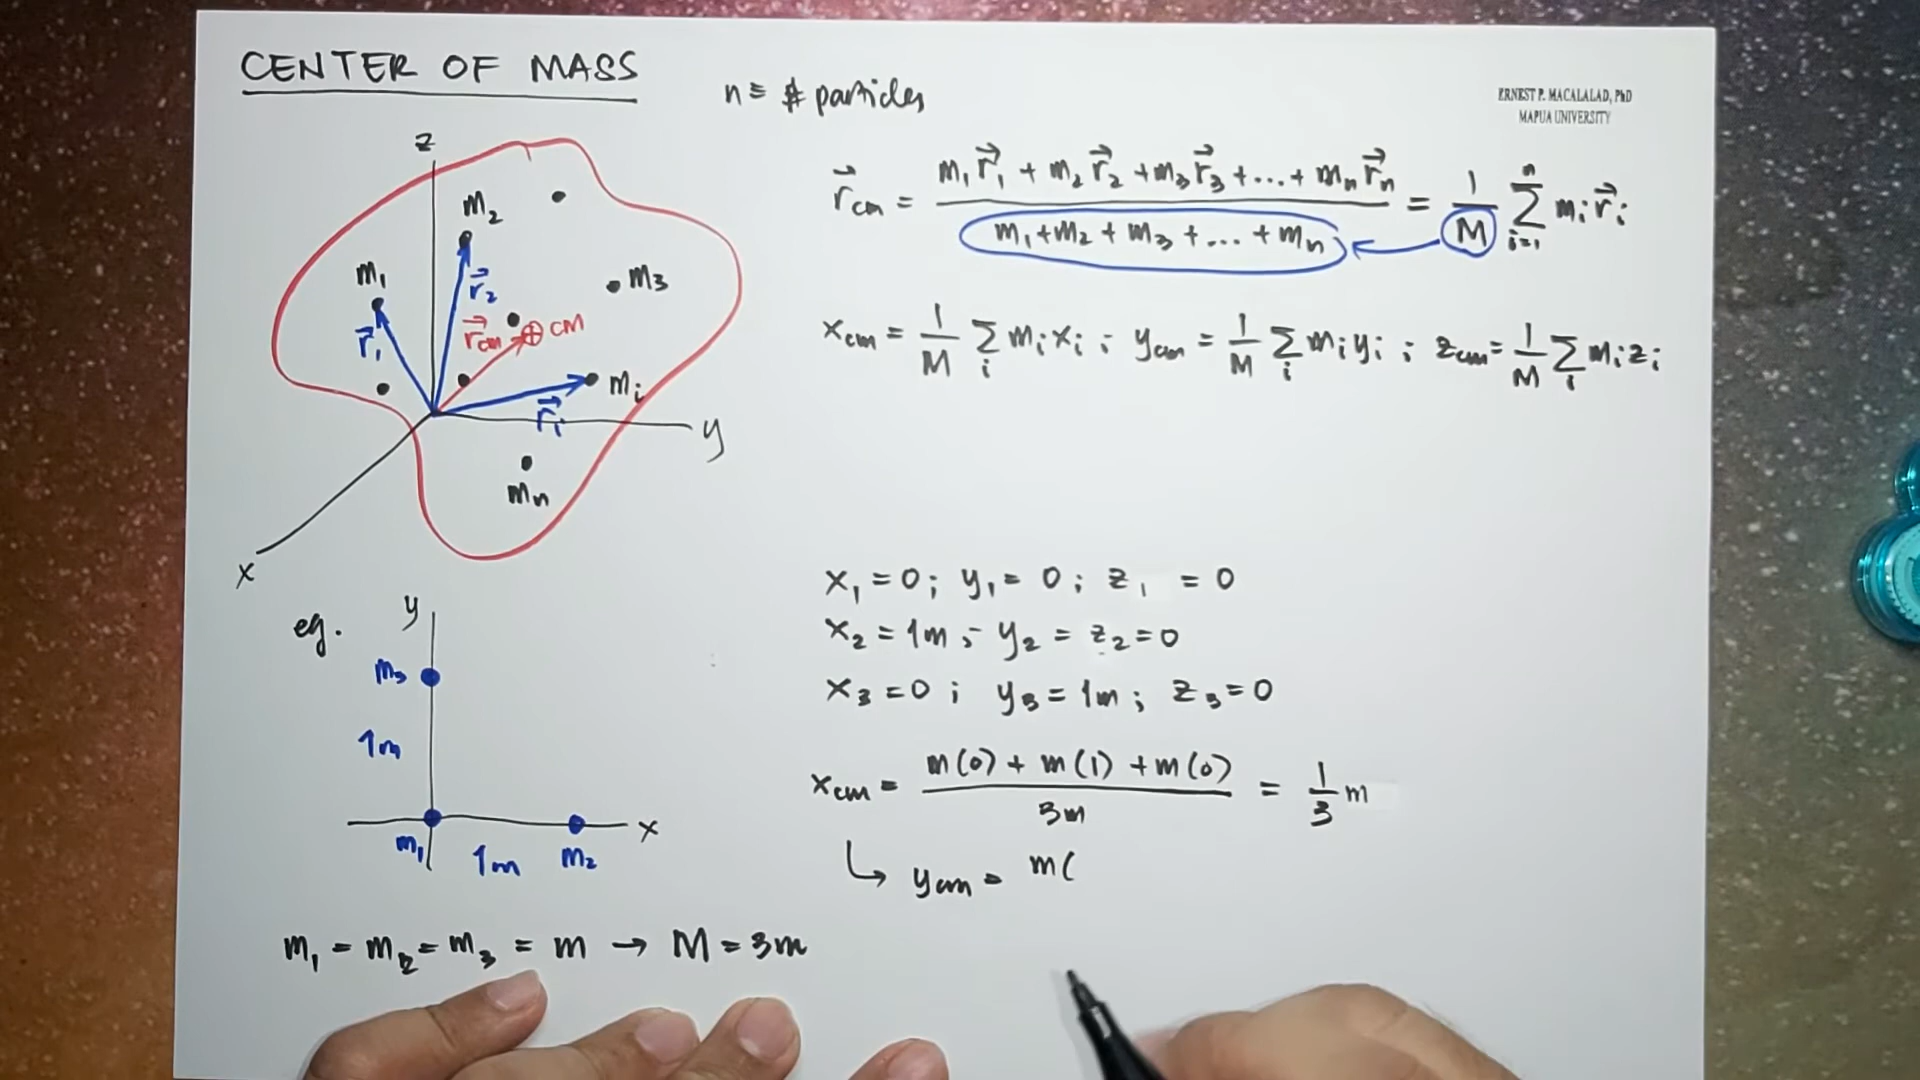 CENTER OF MASS
n ≡ # particles
ERNEST P. MACALALAD, PhD
MAPUA UNIVERSITY
z
m₂
m₁
r⃗₂
m₃
r⃗₁
r⃗cm
CM
mᵢ
r⃗ᵢ
y
mₙ
x
r⃗cm = (m₁r⃗₁ + m₂r⃗₂ + m₃r⃗₃ + ... + mₙr⃗ₙ) / (m₁ + m₂ + m₃ + ... + mₙ) = 1/M Σᵢ₌₁ⁿ mᵢr⃗ᵢ
xcm = 1/M Σᵢ mᵢxᵢ ; ycm = 1/M Σᵢ mᵢyᵢ ; zcm = 1/M Σᵢ mᵢzᵢ
eg.
y
m₃
1m
x
m₁
1m
m₂
m₁ = m₂ = m₃ = m → M = 3m
x₁ = 0 ; y₁ = 0 ; z₁ = 0
x₂ = 1m ; y₂ = z₂ = 0
x₃ = 0 ; y₃ = 1m ; z₃ = 0
xcm = (m(0) + m(1) + m(0)) / 3m = 1/3 m
↳ ycm = m(